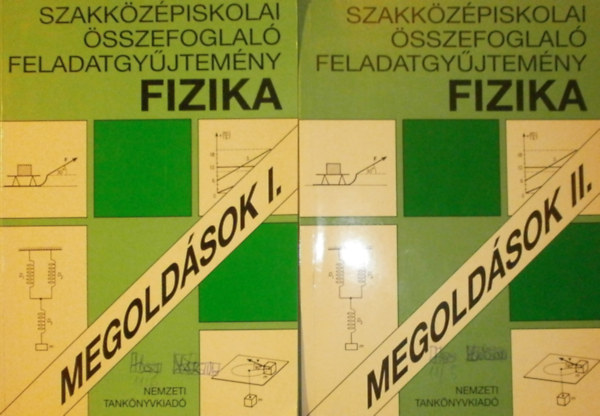 SZAKKÖZÉPISKOLAI
ÖSSZEFOGLALÓ
FELADATGYŰJTEMÉNY
FIZIKA
MEGOLDÁSOK I.
NEMZETI
TANKÖNYVKIADÓ
SZAKKÖZÉPISKOLAI
ÖSSZEFOGLALÓ
FELADATGYŰJTEMÉNY
FIZIKA
MEGOLDÁSOK II.
NEMZETI
TANKÖNYVKIADÓ